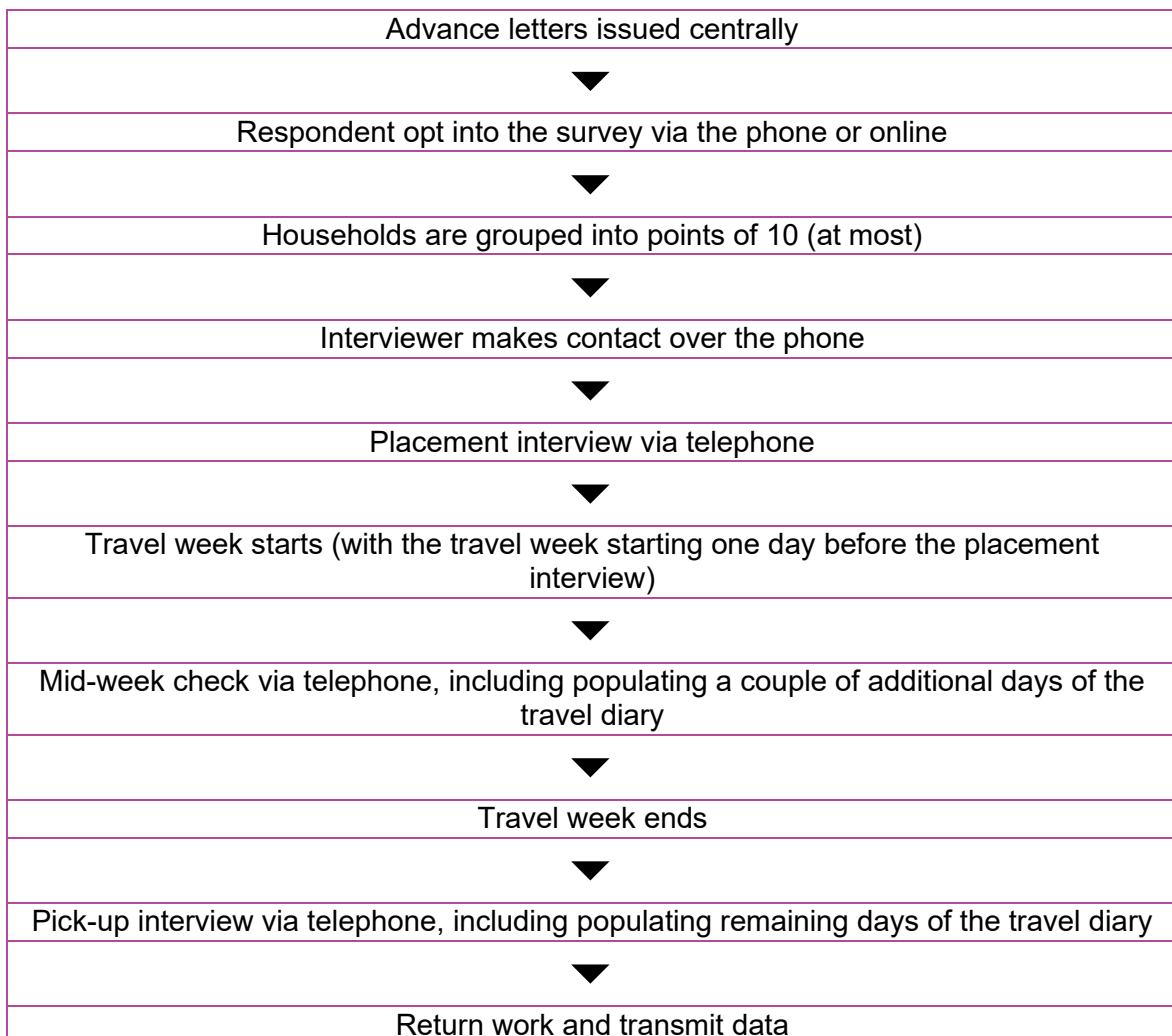 Advance letters issued centrally
Respondent opt into the survey via the phone or online
Households are grouped into points of 10 (at most)
Interviewer makes contact over the phone
Placement interview via telephone
Travel week starts (with the travel week starting one day before the placement
interview)
Mid-week check via telephone, including populating a couple of additional days of the
travel diary
Travel week ends
Pick-up interview via telephone, including populating remaining days of the travel diary
Return work and transmit data